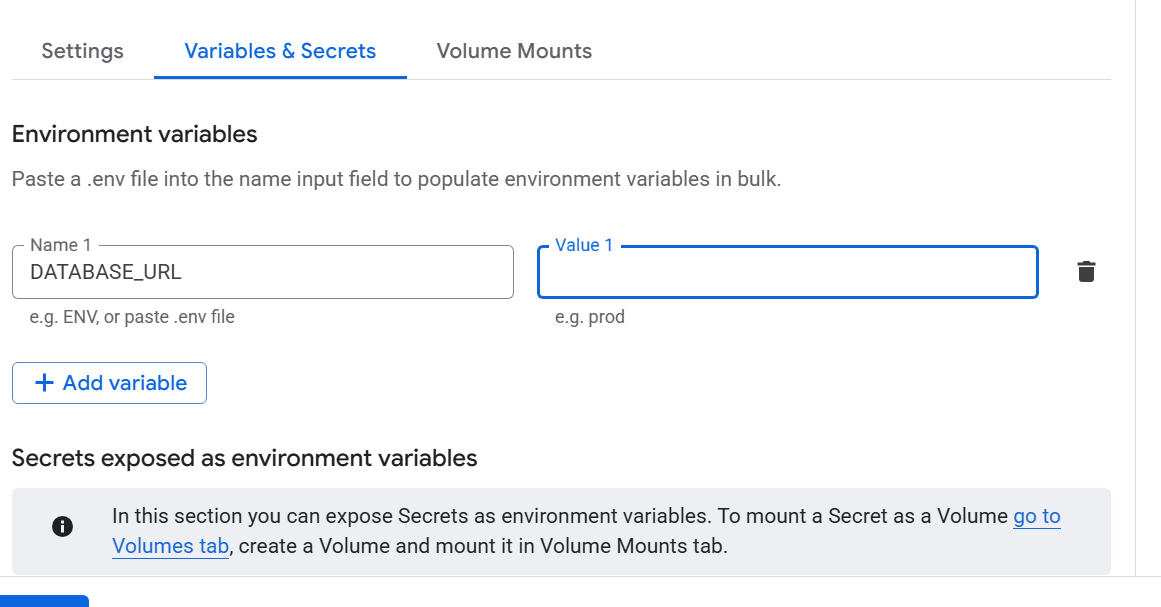 Settings
Variables & Secrets
Volume Mounts
Environment variables
Paste a .env file into the name input field to populate environment variables in bulk.
Name 1
DATABASE_URL
e.g. ENV, or paste .env file
Value 1
e.g. prod
Add variable
Secrets exposed as environment variables
In this section you can expose Secrets as environment variables. To mount a Secret as a Volume go to
Volumes tab, create a Volume and mount it in Volume Mounts tab.